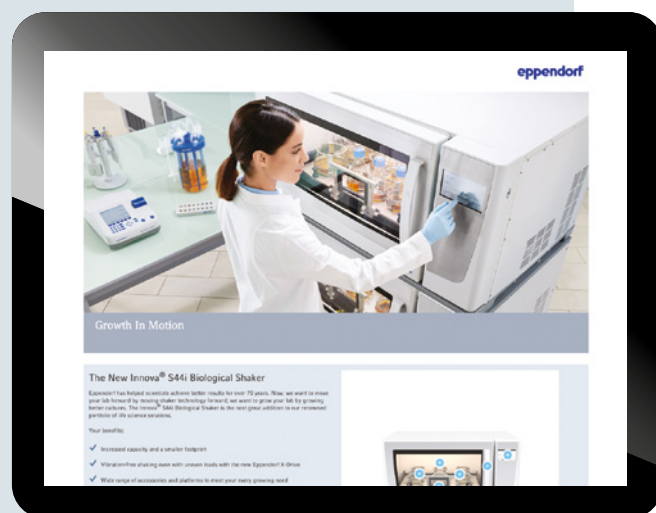 eppendorf
Growth In Motion
The New Innova® S44i Biological Shaker
Eppendorf has helped scientists achieve better results for over 70 years. Now, we want to move
your lab forward by moving shaker technology forward; we want to grow your lab by growing
better cultures. The Innova® S44i Biological Shaker is the next great addition to our renowned
portfolio of life science solutions.
Your benefits:
✓ Increased capacity and a smaller footprint
✓ Vibration-free shaking even with uneven loads with the new Eppendorf X-Drive
✓ Wide range of accessories and platforms to meet your every growing need